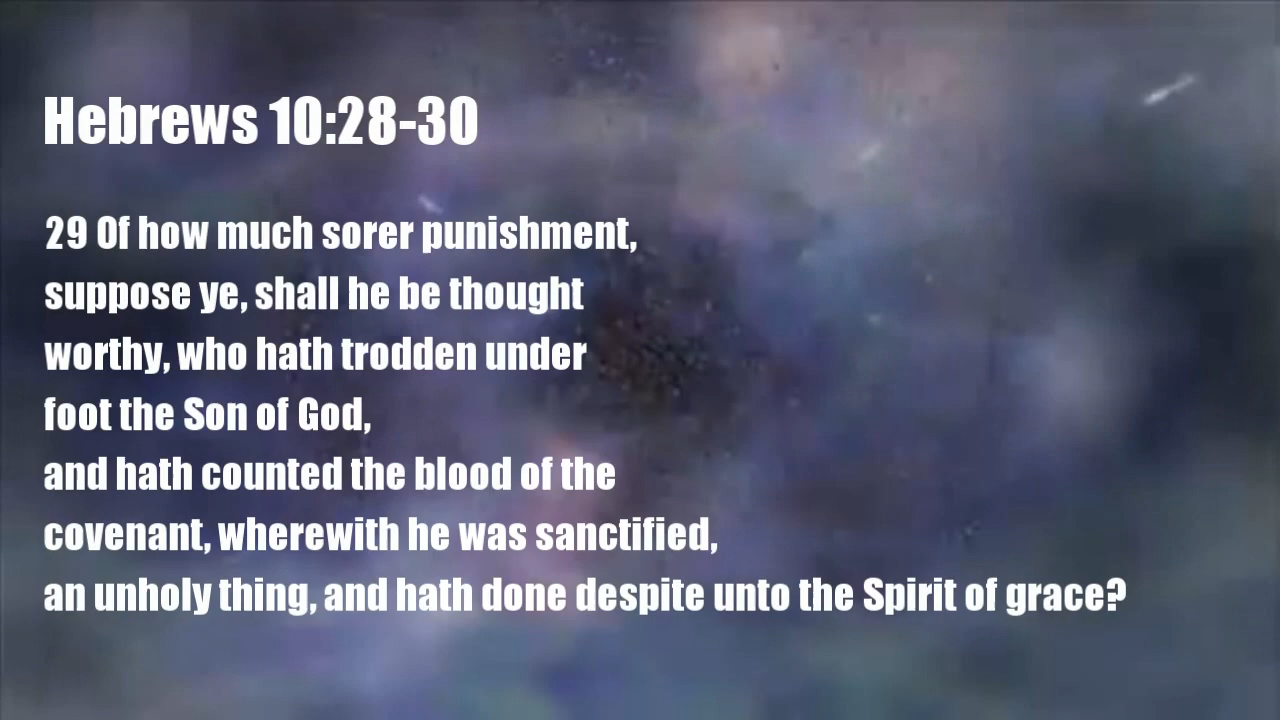 Hebrews 10:28-30
29 Of how much sorer punishment,
suppose ye, shall he be thought
worthy, who hath trodden under
foot the Son of God,
and hath counted the blood of the
covenant, wherewith he was sanctified,
an unholy thing, and hath done despite unto the Spirit of grace?